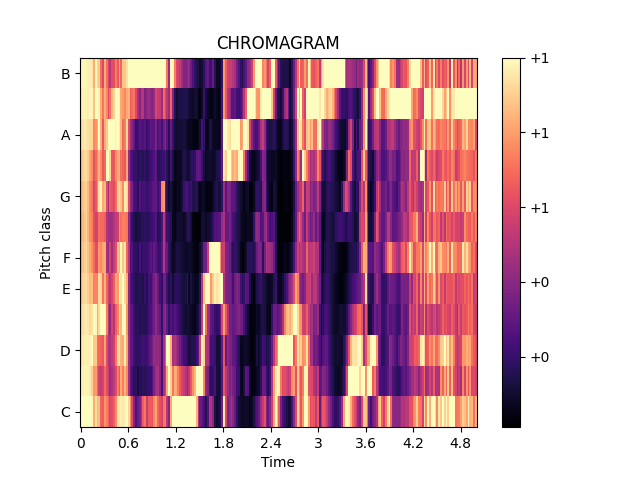 CHROMAGRAM
B
A
G
F
E
D
C
Pitch class
0 0.6 1.2 1.8 2.4 3 3.6 4.2 4.8
Time
+1
+1
+1
+0
+0